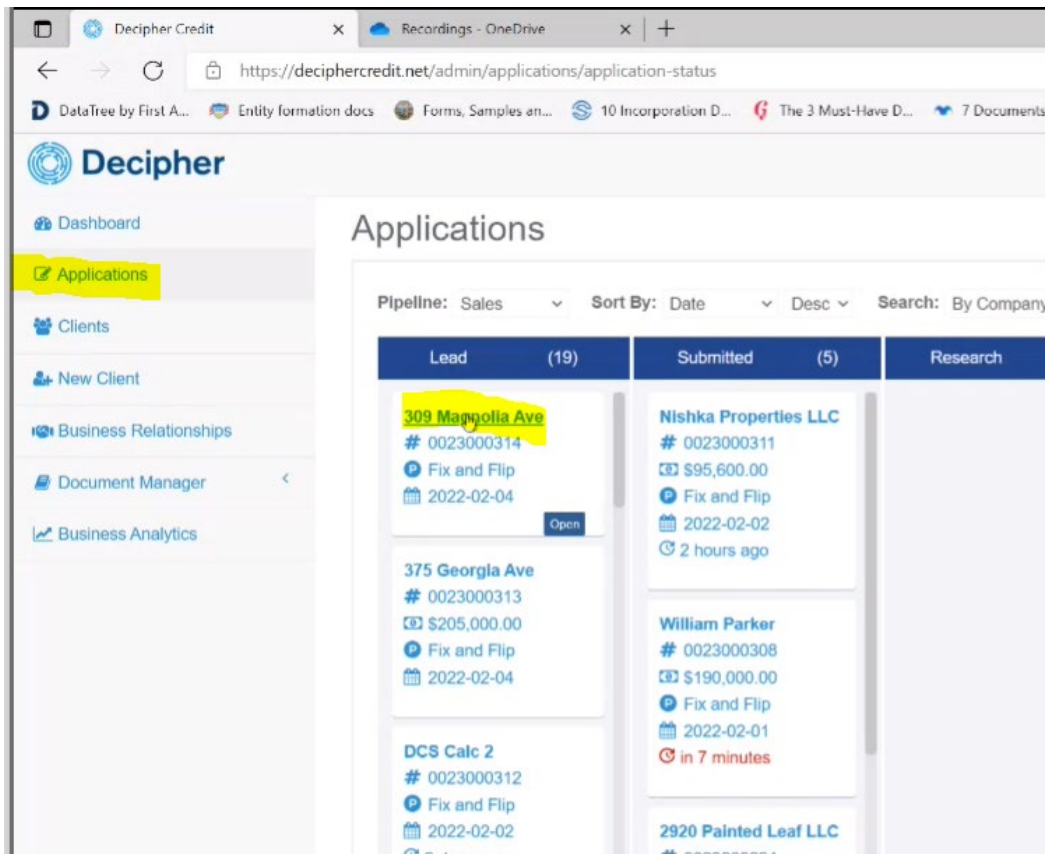 Decipher Credit
Recordings - OneDrive
https://deciphercredit.net/admin/applications/application-status
DataTree by First A...
Entity formation docs
Forms, Samples an...
10 Incorporation D...
The 3 Must-Have D...
7 Documents
Decipher
Dashboard
Applications
Clients
New Client
Business Relationships
Document Manager
Business Analytics
Applications
Pipeline: Sales
Sort By: Date
Desc
Search: By Company
Lead (19)
309 Magnolia Ave
# 0023000314
Fix and Flip
2022-02-04
Open
375 Georgia Ave
# 0023000313
$205,000.00
Fix and Flip
2022-02-04
DCS Calc 2
# 0023000312
Fix and Flip
2022-02-02
Submitted (5)
Nishka Properties LLC
# 0023000311
$95,600.00
Fix and Flip
2022-02-02
2 hours ago
William Parker
# 0023000308
$190,000.00
Fix and Flip
2022-02-01
in 7 minutes
2920 Painted Leaf LLC
Research